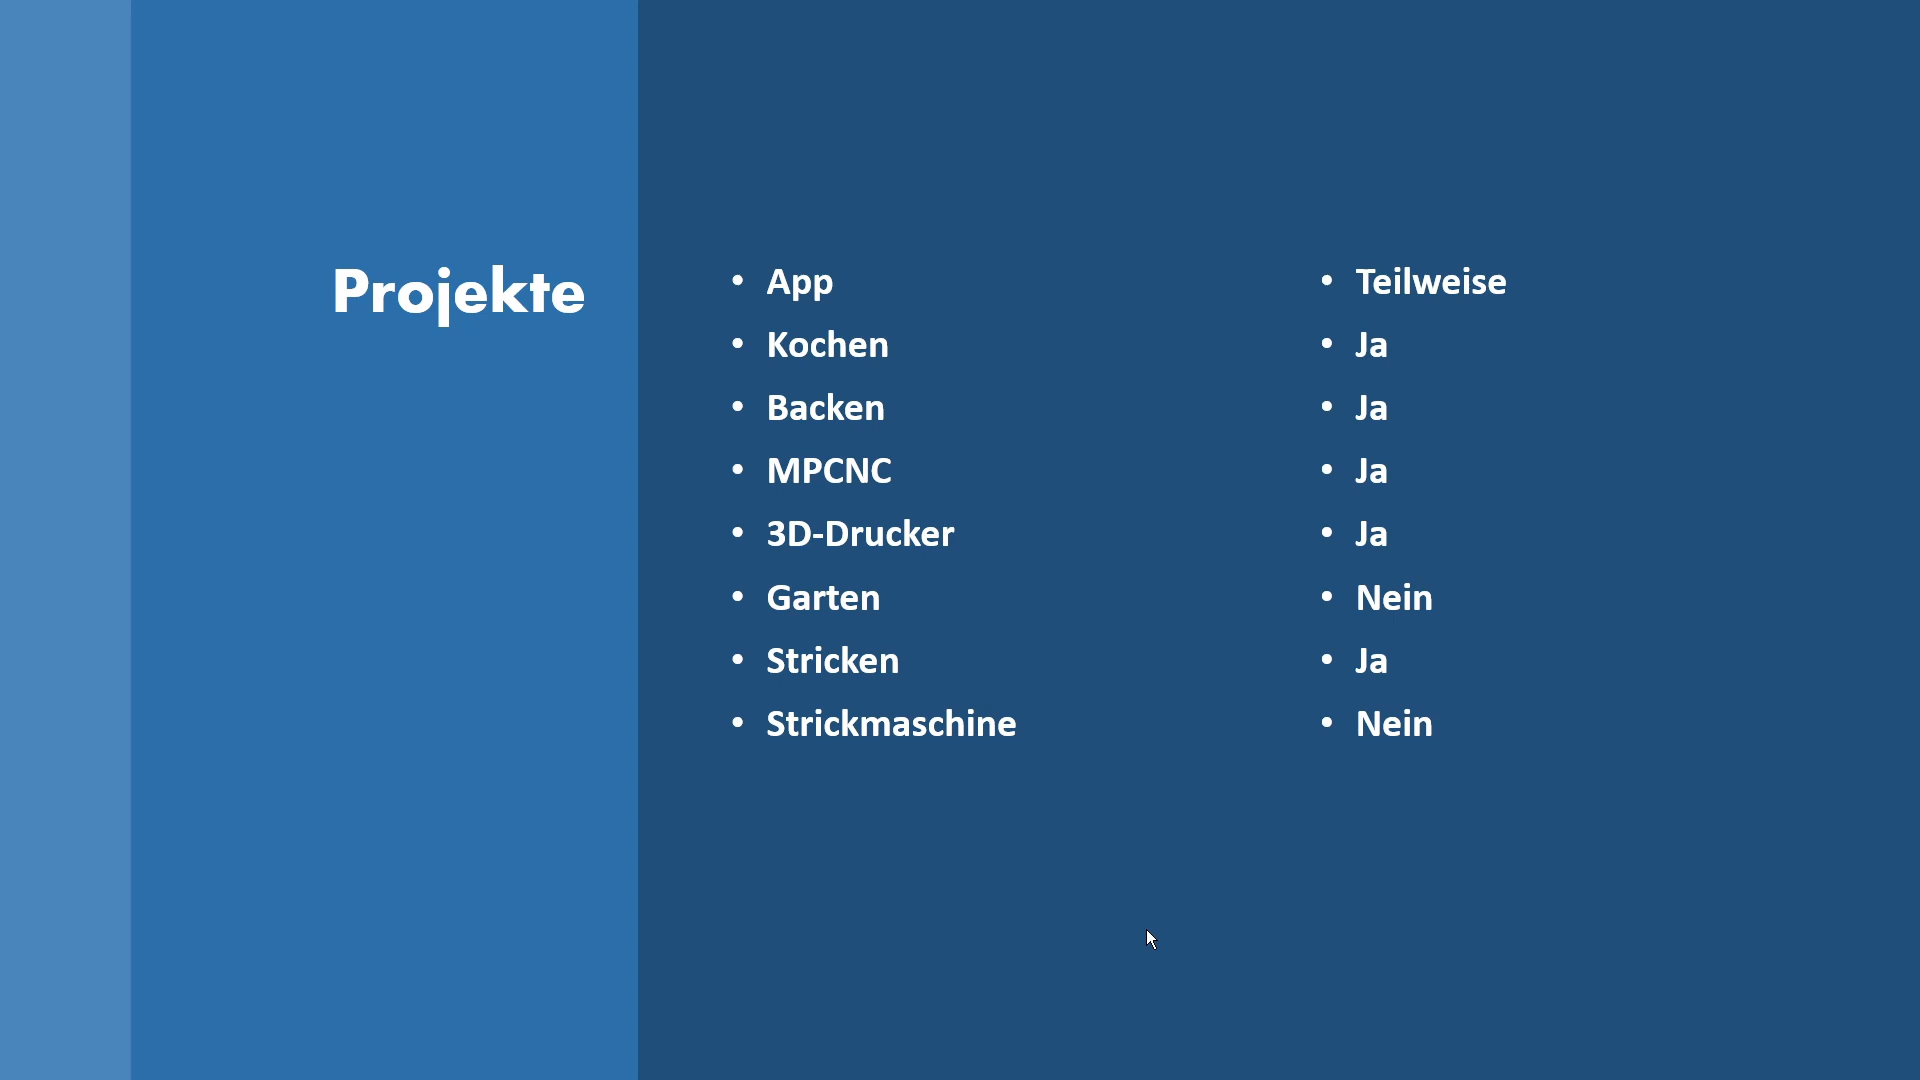 Projekte
• App
• Teilweise
• Kochen
• Ja
• Backen
• Ja
• MPCNC
• Ja
• 3D-Drucker
• Ja
• Garten
• Nein
• Stricken
• Ja
• Strickmaschine
• Nein